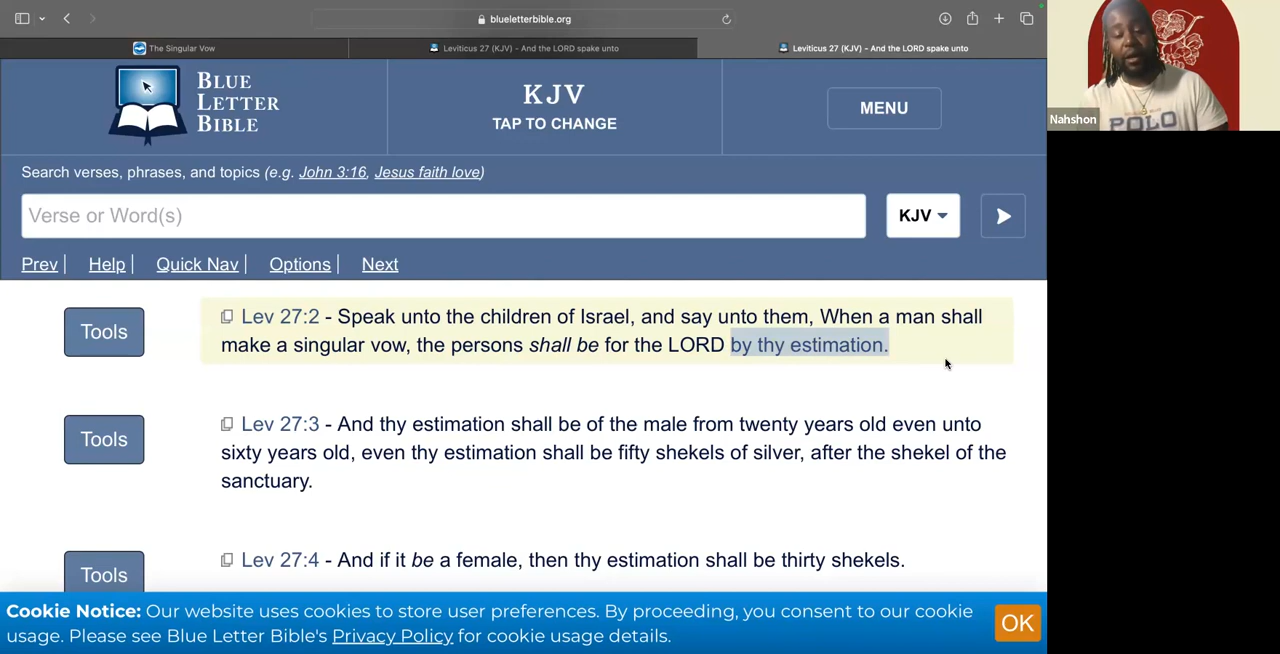 blueletterbible.org
The Singular Vow
Leviticus 27 (KJV) - And the LORD spake unto
Leviticus 27 (KJV) - And the LORD spake unto
BLUE
LETTER
BIBLE
KJV
TAP TO CHANGE
MENU
Nahshon
POLO
Search verses, phrases, and topics (e.g. John 3:16, Jesus faith love)
Verse or Word(s)
KJV
Prev| Help| Quick Nav| Options| Next
Tools
Lev 27:2 - Speak unto the children of Israel, and say unto them, When a man shall
make a singular vow, the persons shall be for the LORD by thy estimation.
Tools
Lev 27:3 - And thy estimation shall be of the male from twenty years old even unto
sixty years old, even thy estimation shall be fifty shekels of silver, after the shekel of the
sanctuary.
Tools
Lev 27:4 - And if it be a female, then thy estimation shall be thirty shekels.
Cookie Notice: Our website uses cookies to store user preferences. By proceeding, you consent to our cookie
usage. Please see Blue Letter Bible's Privacy Policy for cookie usage details.
OK